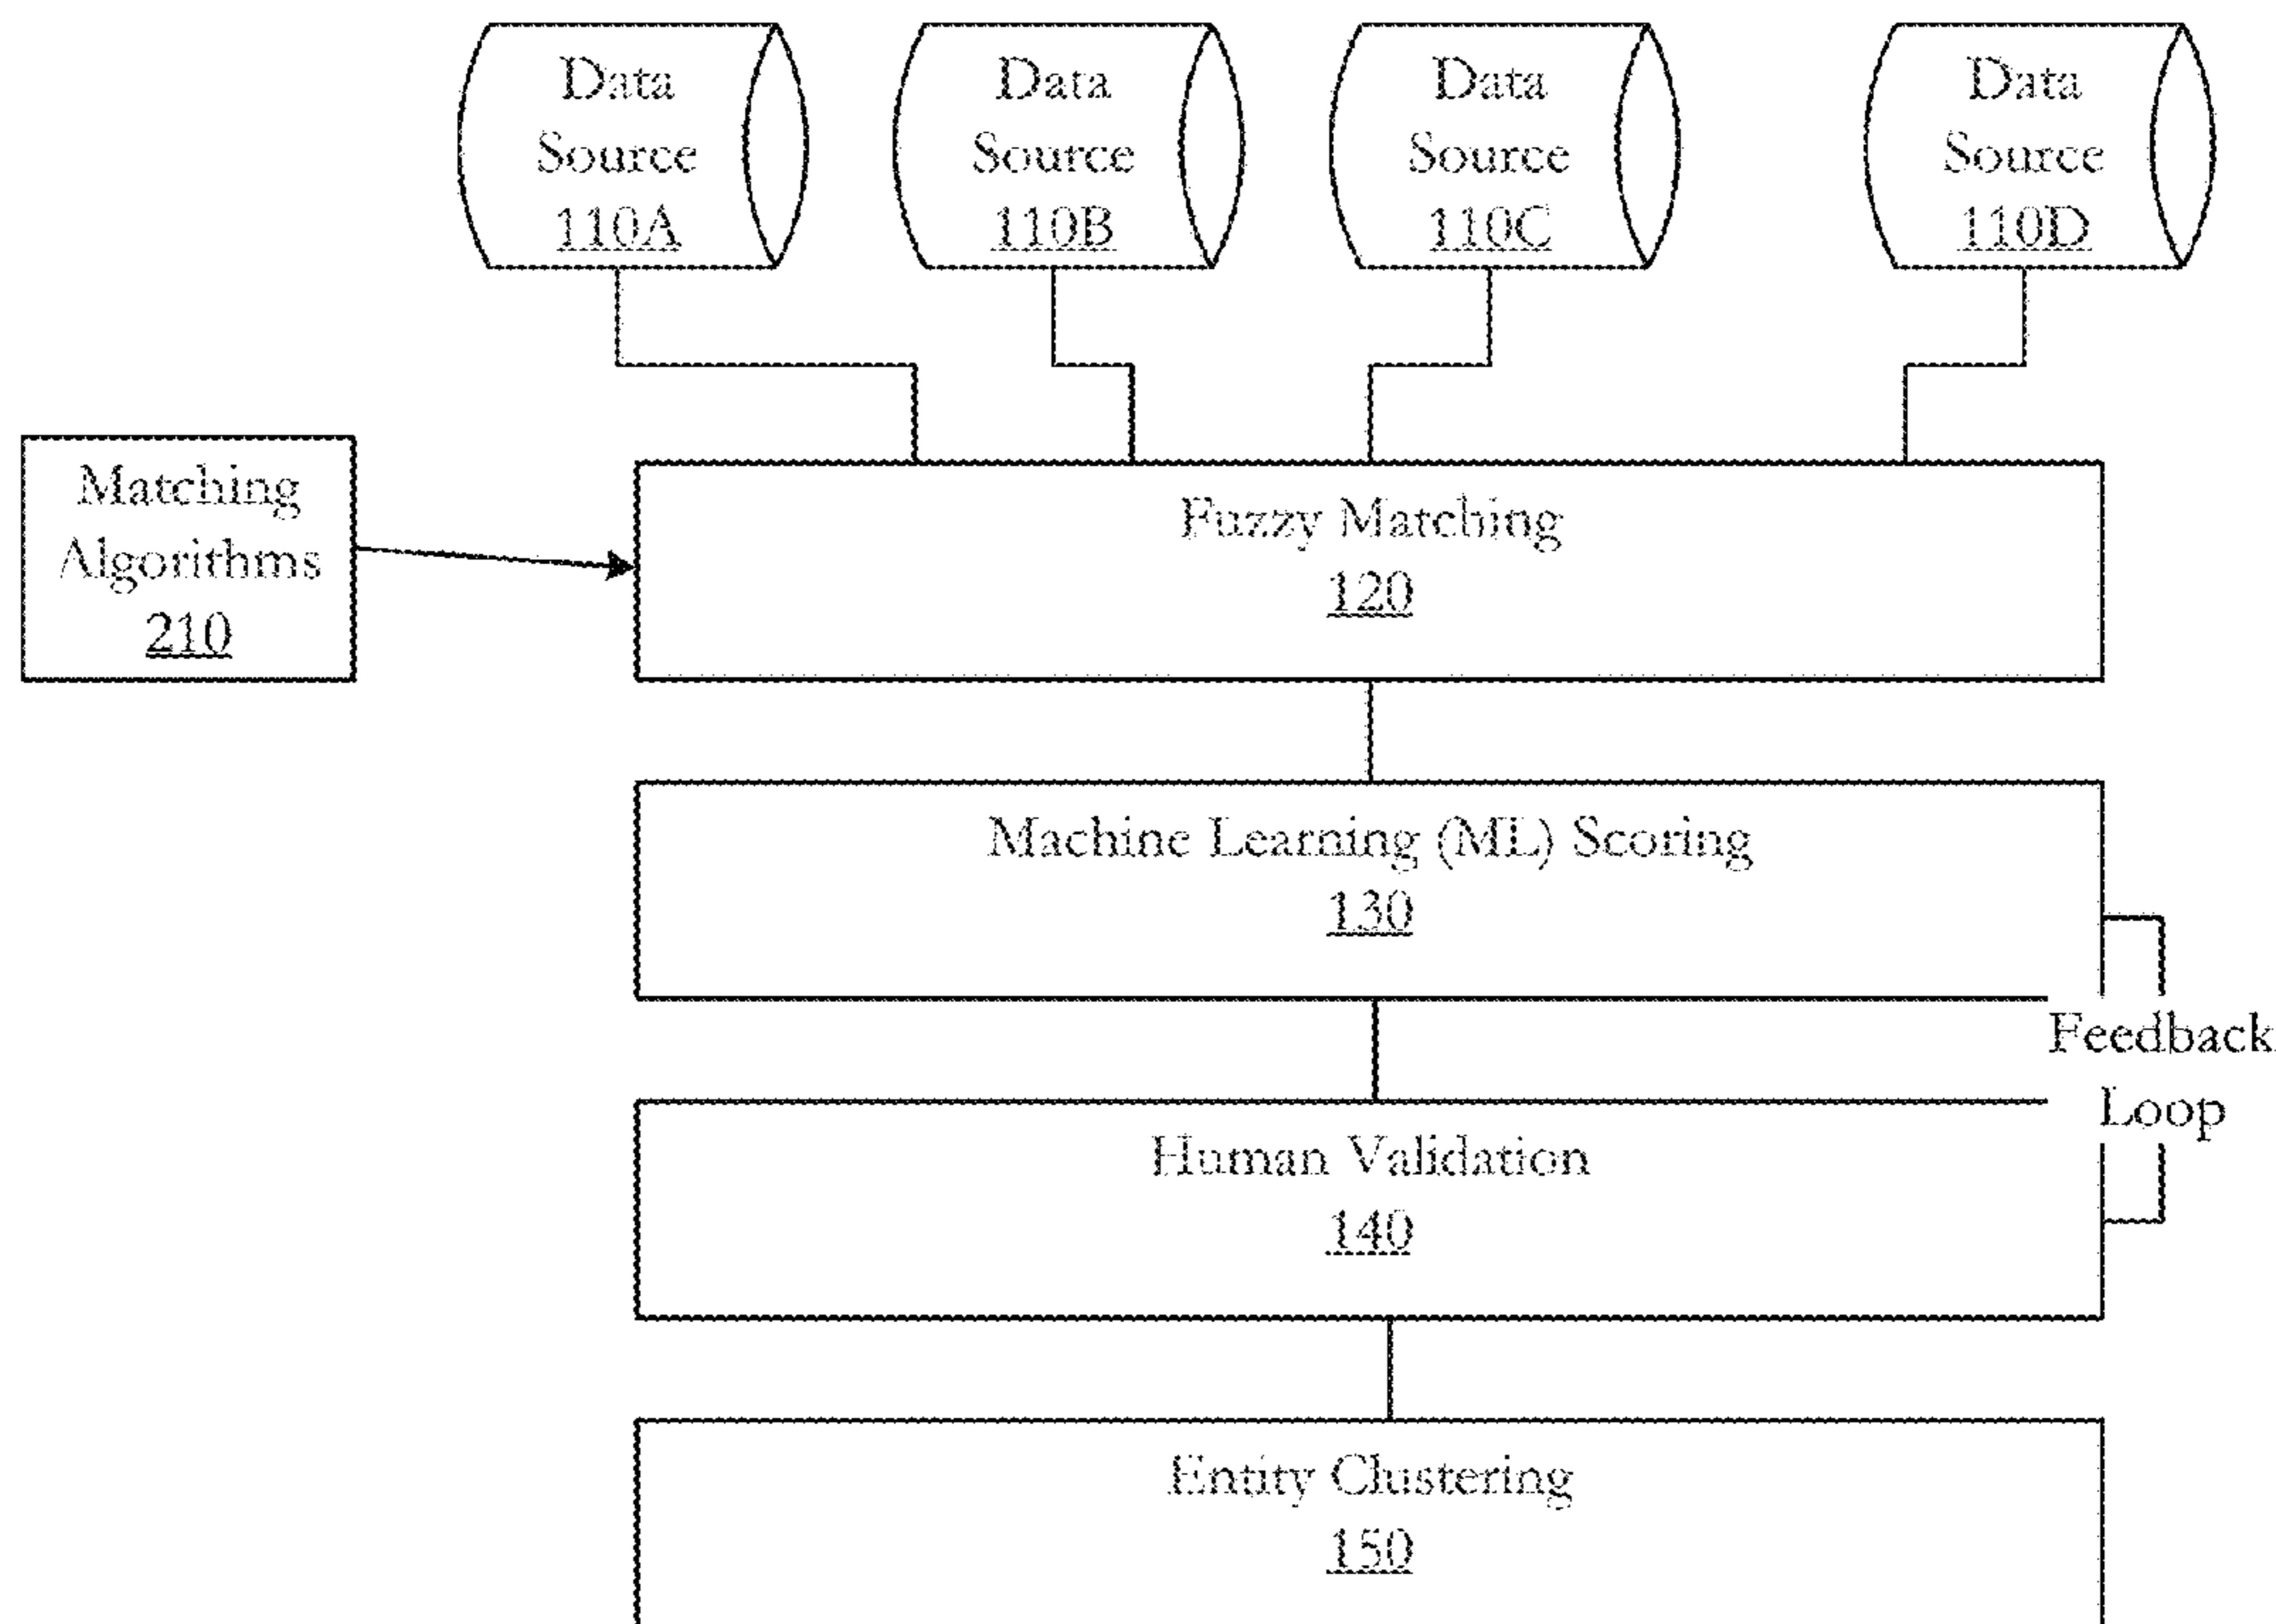 Data
Source
110A
Data
Source
110B
Data
Source
110C
Data
Source
110D
Matching
Algorithms
210
Fuzzy Matching
120
Machine Learning (ML) Scoring
130
Feedback
Loop
Human Validation
140
Entity Clustering
150